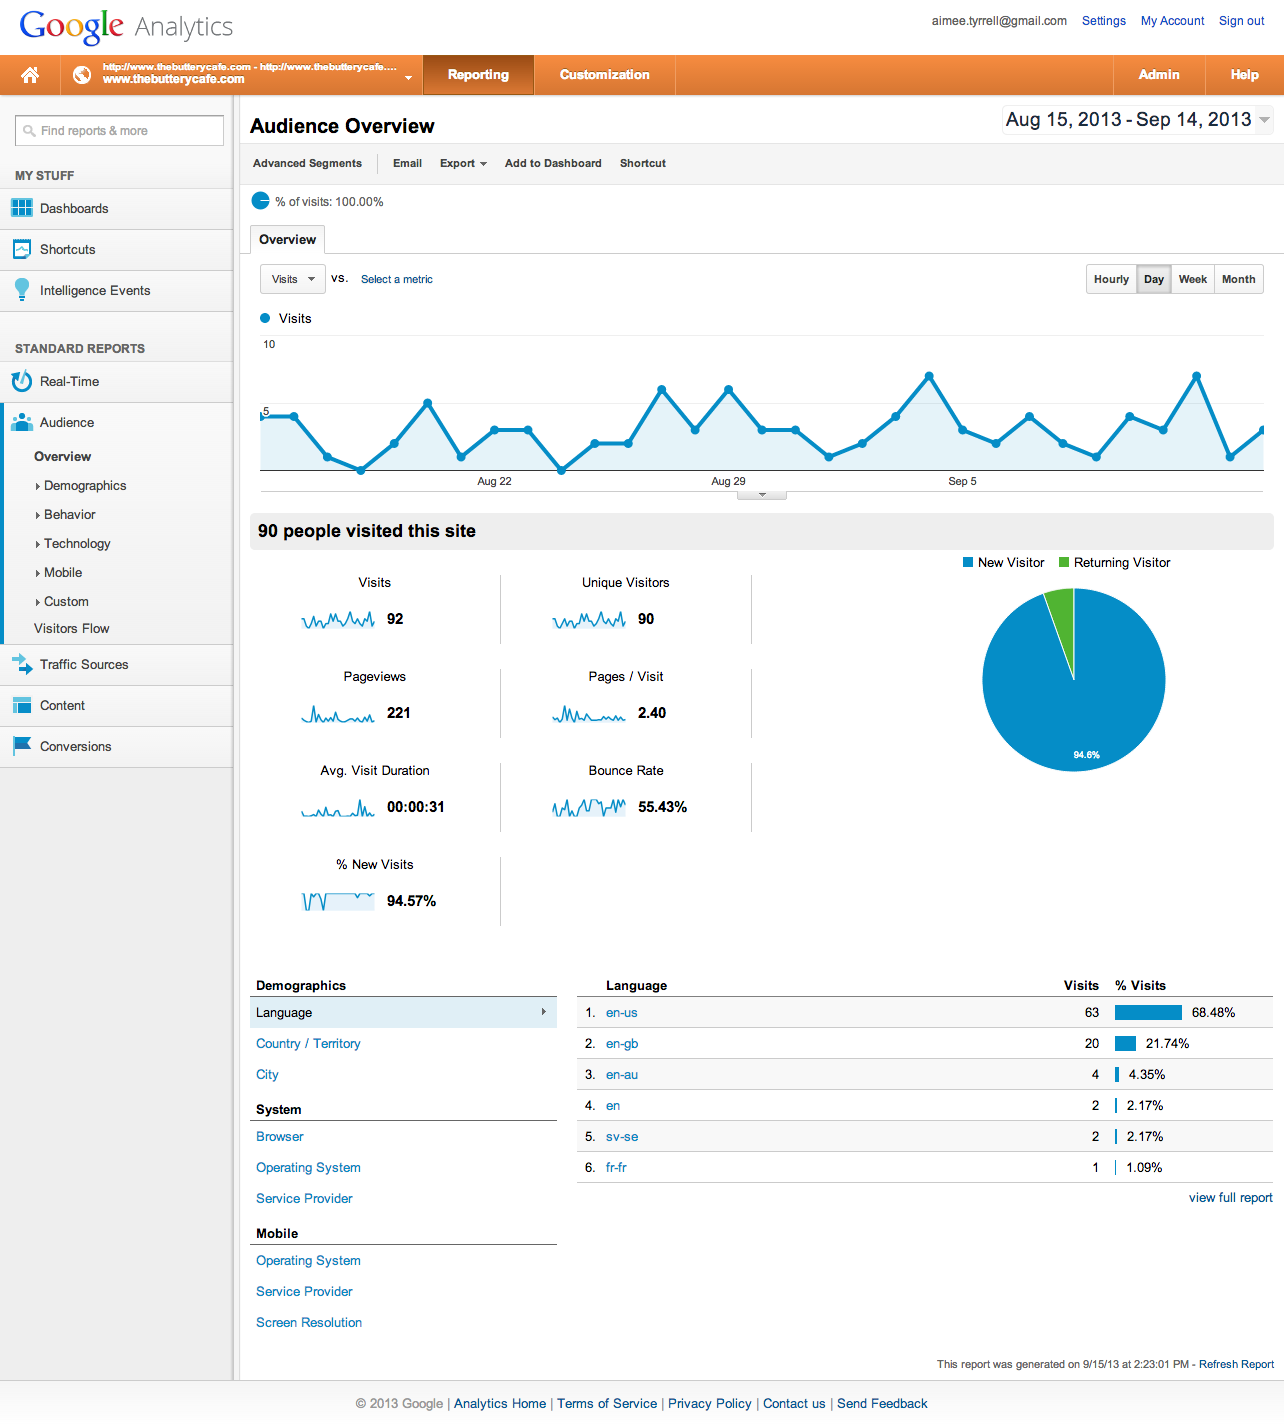 Google Analytics
aimee.tyrrell@gmail.com Settings My Account Sign out
http://www.thebutterycafe.com - http://www.thebutterycafe....
www.thebutterycafe.com
Reporting Customization Admin Help
Find reports & more
MY STUFF
Dashboards
Shortcuts
Intelligence Events
STANDARD REPORTS
Real-Time
Audience
Overview
Demographics
Behavior
Technology
Mobile
Custom
Visitors Flow
Traffic Sources
Content
Conversions
Audience Overview
Aug 15, 2013 - Sep 14, 2013
Advanced Segments Email Export Add to Dashboard Shortcut
% of visits: 100.00%
Overview
Visits vs. Select a metric
Hourly Day Week Month
Visits
10
5
Aug 22 Aug 29 Sep 5
90 people visited this site
Visits
92
Unique Visitors
90
Pageviews
221
Pages / Visit
2.40
Avg. Visit Duration
00:00:31
Bounce Rate
55.43%
% New Visits
94.57%
New Visitor Returning Visitor
94.6%
Demographics
Language
Country / Territory
City
System
Browser
Operating System
Service Provider
Mobile
Operating System
Service Provider
Screen Resolution
Language Visits % Visits
1. en-us 63 68.48%
2. en-gb 20 21.74%
3. en-au 4 4.35%
4. en 2 2.17%
5. sv-se 2 2.17%
6. fr-fr 1 1.09%
view full report
This report was generated on 9/15/13 at 2:23:01 PM - Refresh Report
© 2013 Google | Analytics Home | Terms of Service | Privacy Policy | Contact us | Send Feedback